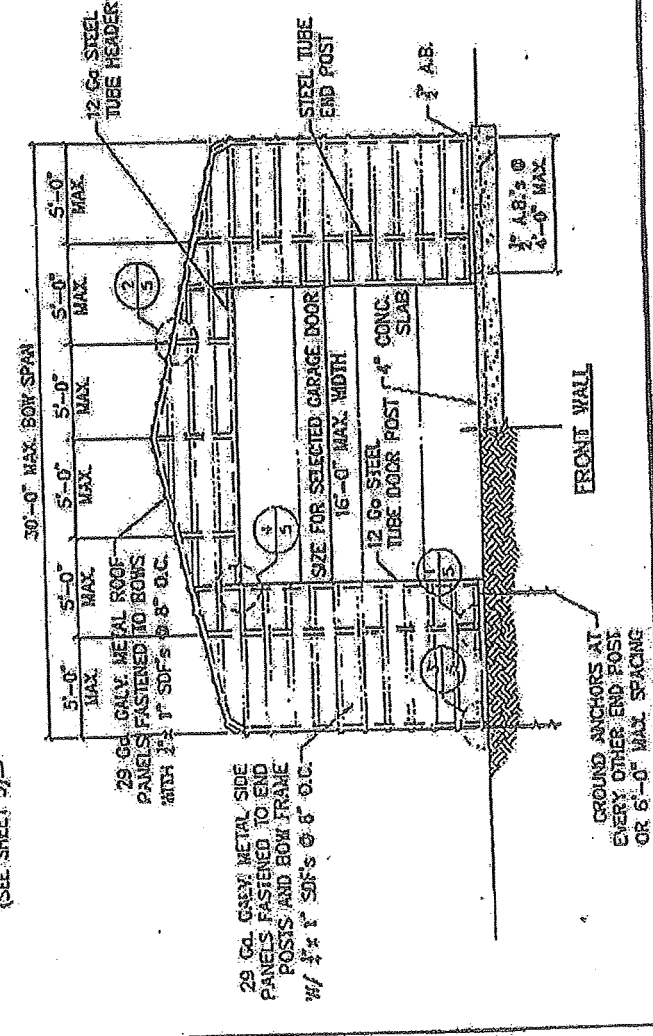 (SEE SHEET
30'-0" MAX. BOW SPAN
5'-0" MAX.
5'-0" MAX.
5'-0" MAX.
5'-0" MAX.
5'-0" MAX.
5'-0" MAX.
12 Ga STEEL
TUBE HEADER
29 Ga. GALV. METAL ROOF
PANELS FASTENED TO BOWS
WITH 1" SDF's @ 8" O.C.
2
5
STEEL TUBE
END POST
4
5
SIZE FOR SELECTED GARAGE DOOR
16'-0" MAX. WIDTH
29 Ga. GALV. METAL SIDE
PANELS FASTENED TO END
POSTS AND BOW FRAME
W/ 1" SDF's @ 8" O.C.
12 Ga STEEL
TUBE DOOR POST
4" CONC.
SLAB
1
5
5
½" A.B.
½" A.B.'s @
4'-0" MAX.
GROUND ANCHORS AT
EVERY OTHER END POST
OR 6'-0" MAX. SPACING
FRONT WALL